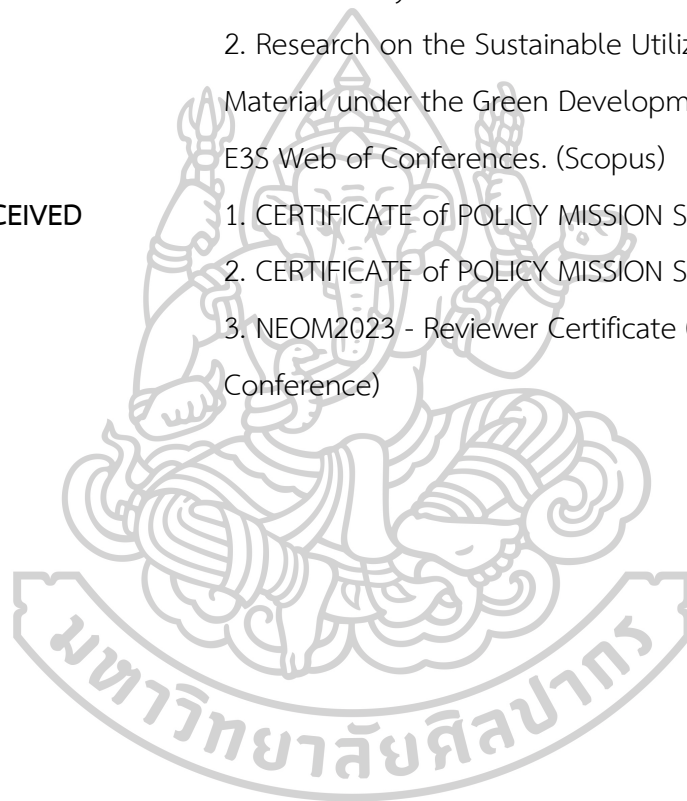 2. Research on the Sustainable Utiliz
Material under the Green Developm
E3S Web of Conferences. (Scopus)
CEIVED 1. CERTIFICATE of POLICY MISSION S
2. CERTIFICATE of POLICY MISSION S
3. NEOM2023 - Reviewer Certificate (
Conference)
มหาวิทยาลัยศิลปากร